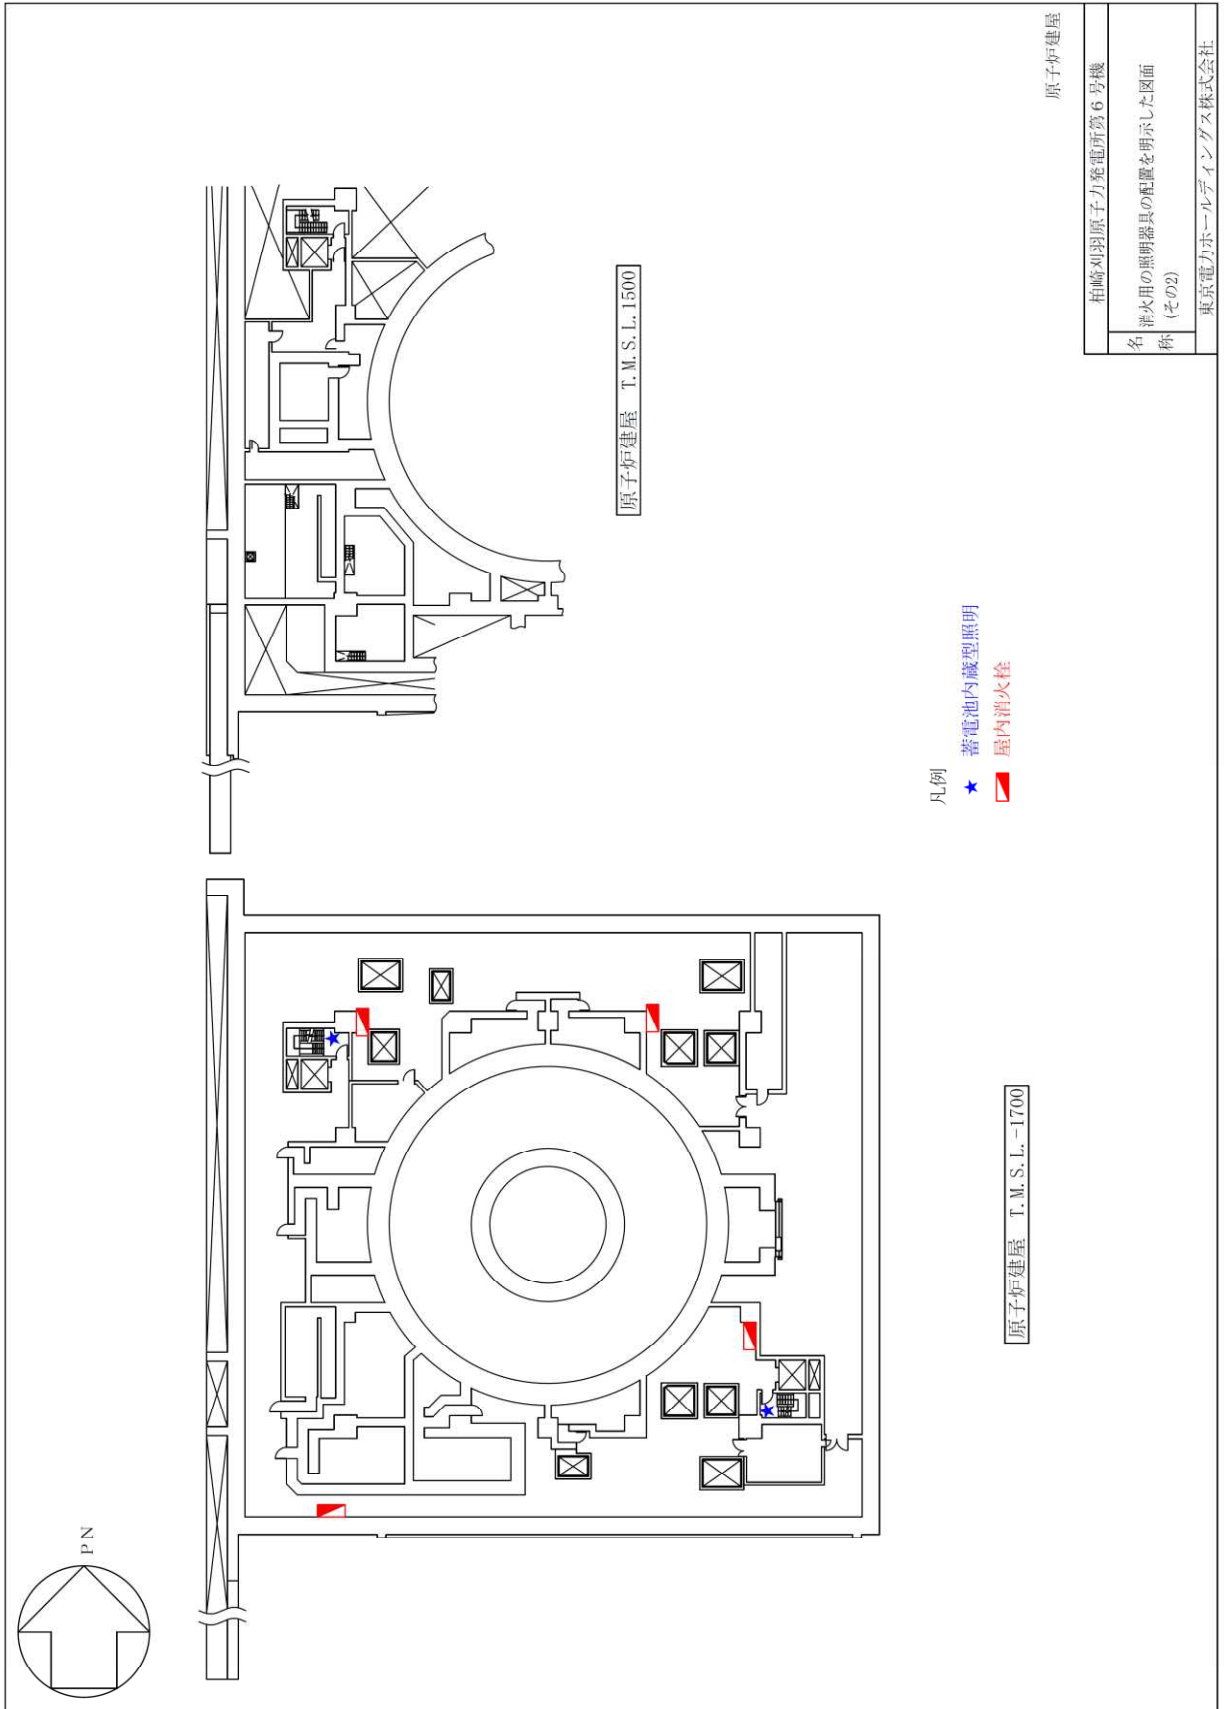 PN
原子炉建屋 T.M.S.L.-1700
原子炉建屋 T.M.S.L.1500
凡例
★ 蓄電池内蔵型照明
屋内消火栓
原子炉建屋
柏崎刈羽原子力発電所第6号機
名称
消火用の照明器具の配置を明示した図面
(その2)
東京電力ホールディングス株式会社